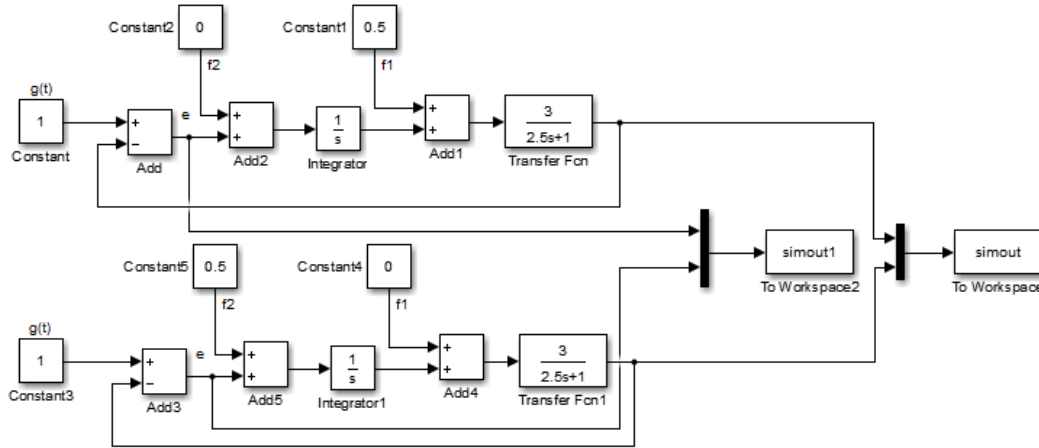 Constant2
0
Constant1
0.5
f2
f1
g(t)
1
Constant
+
−
Add
e
+
+
Add2
1
s
Integrator
+
+
Add1
3
2.5s+1
Transfer Fcn
simout1
To Workspace2
simout
To Workspace
Constant5
0.5
Constant4
0
f2
f1
g(t)
1
Constant3
+
−
Add3
e
+
+
Add5
1
s
Integrator1
+
+
Add4
3
2.5s+1
Transfer Fcn1